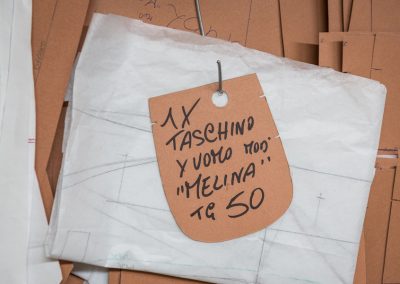 1X
TASCHINO
X UOMO MOD.
"MELINA"
TG 50